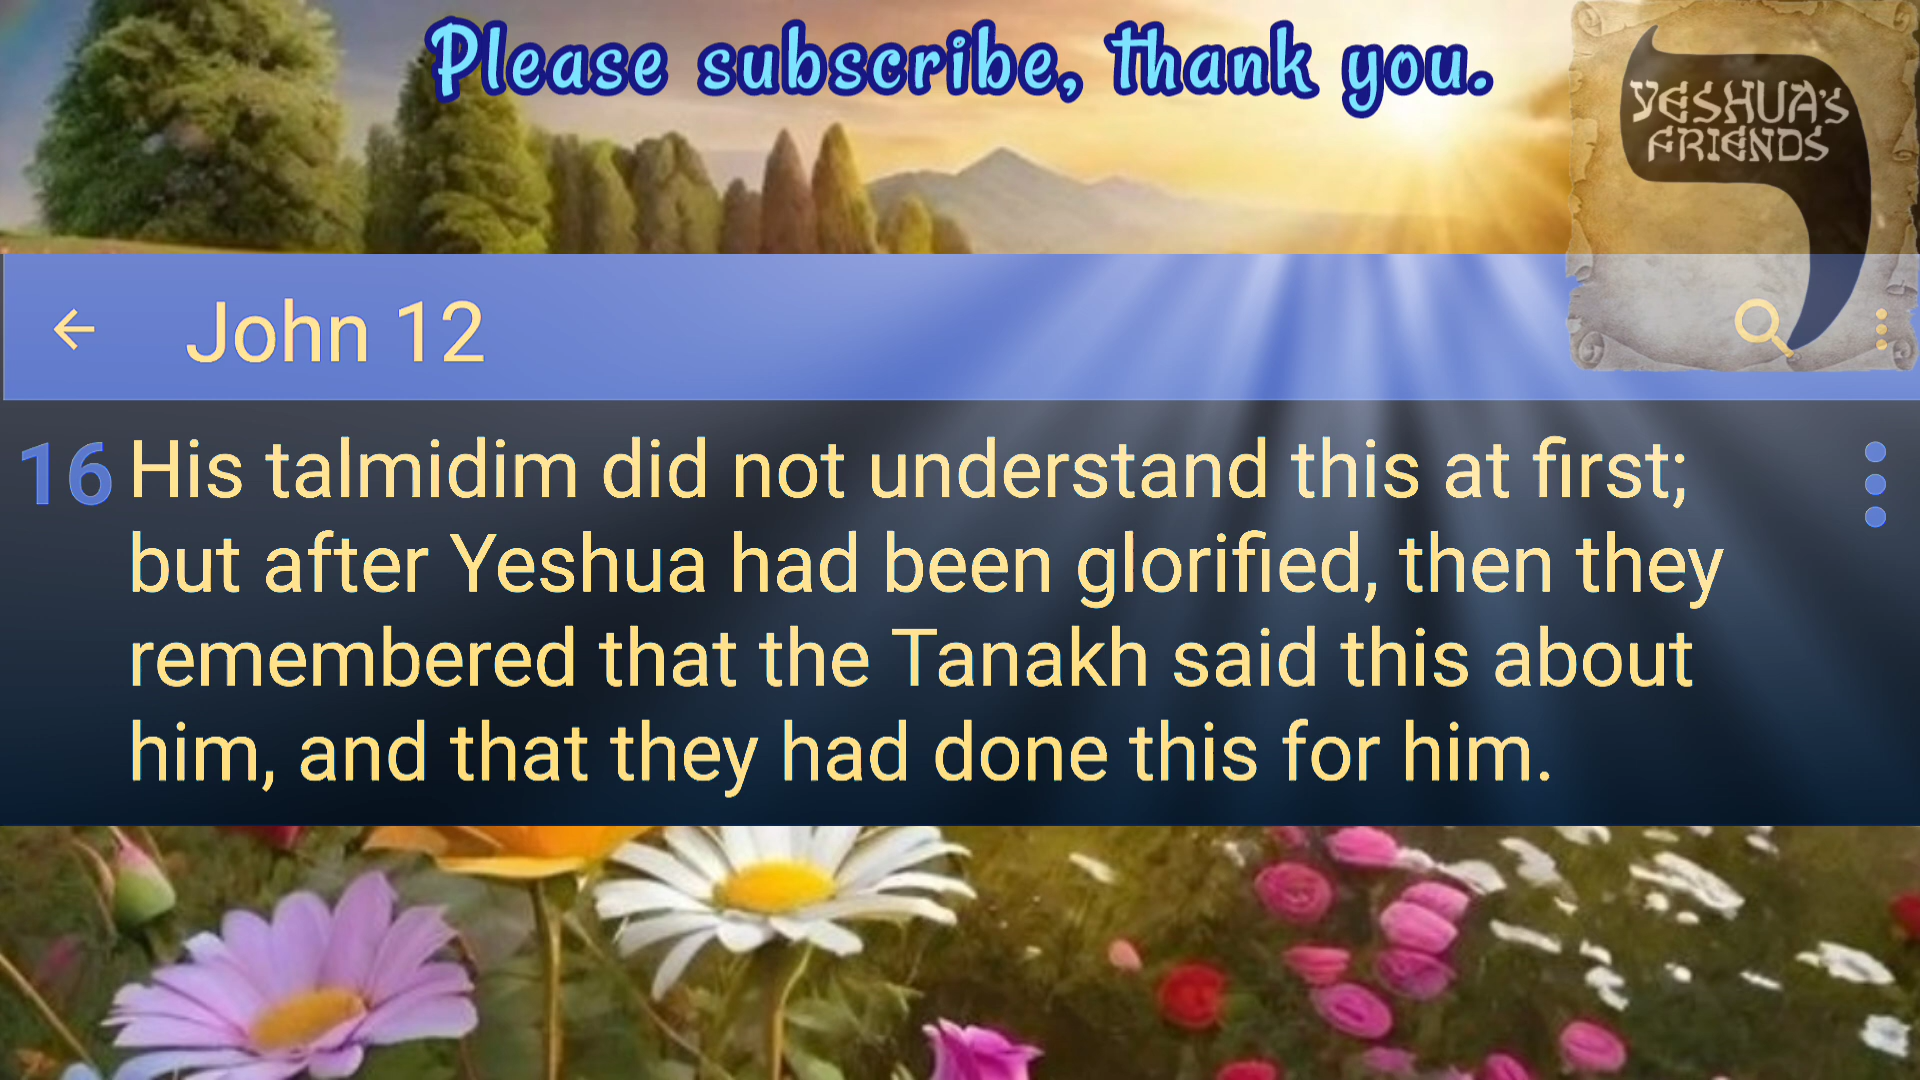 Please subscribe, thank you.
YESHUA'S
FRIENDS
John 12
16 His talmidim did not understand this at first;
but after Yeshua had been glorified, then they
remembered that the Tanakh said this about
him, and that they had done this for him.